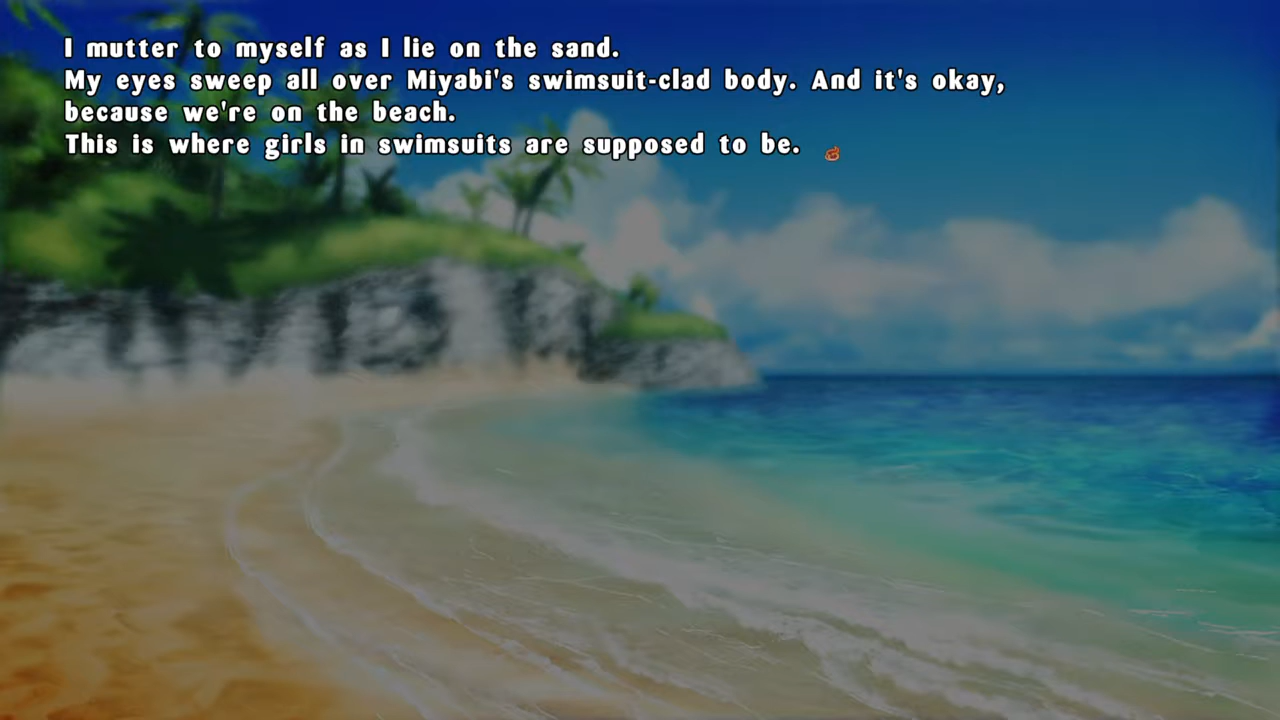 I mutter to myself as I lie on the sand.
My eyes sweep all over Miyabi's swimsuit-clad body. And it's okay,
because we're on the beach.
This is where girls in swimsuits are supposed to be.